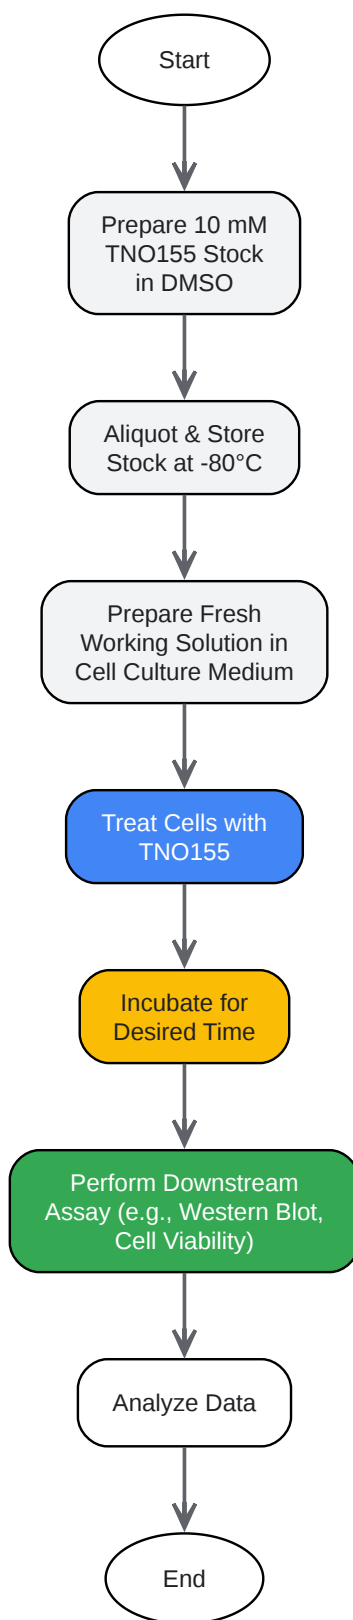 Start
Prepare 10 mM
TNO155 Stock
in DMSO
Aliquot & Store
Stock at -80°C
Prepare Fresh
Working Solution in
Cell Culture Medium
Treat Cells with
TNO155
Incubate for
Desired Time
Perform Downstream
Assay (e.g., Western Blot,
Cell Viability)
Analyze Data
End